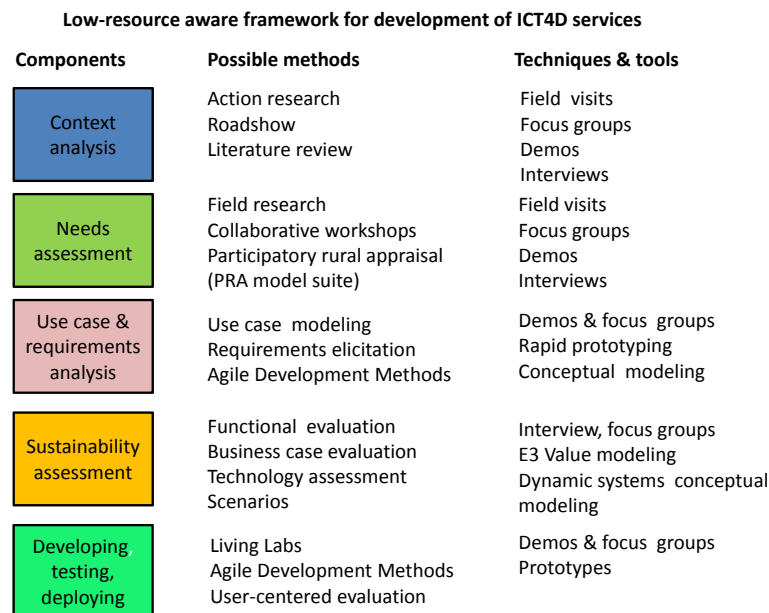 Low-resource aware framework for development of ICT4D services
Components
Possible methods
Techniques & tools
Context
analysis
Action research
Roadshow
Literature review
Field visits
Focus groups
Demos
Interviews
Needs
assessment
Field research
Collaborative workshops
Participatory rural appraisal
(PRA model suite)
Field visits
Focus groups
Demos
Interviews
Use case &
requirements
analysis
Use case modeling
Requirements elicitation
Agile Development Methods
Demos & focus groups
Rapid prototyping
Conceptual modeling
Sustainability
assessment
Functional evaluation
Business case evaluation
Technology assessment
Scenarios
Interview, focus groups
E3 Value modeling
Dynamic systems conceptual
modeling
Developing,
testing,
deploying
Living Labs
Agile Development Methods
User-centered evaluation
Demos & focus groups
Prototypes